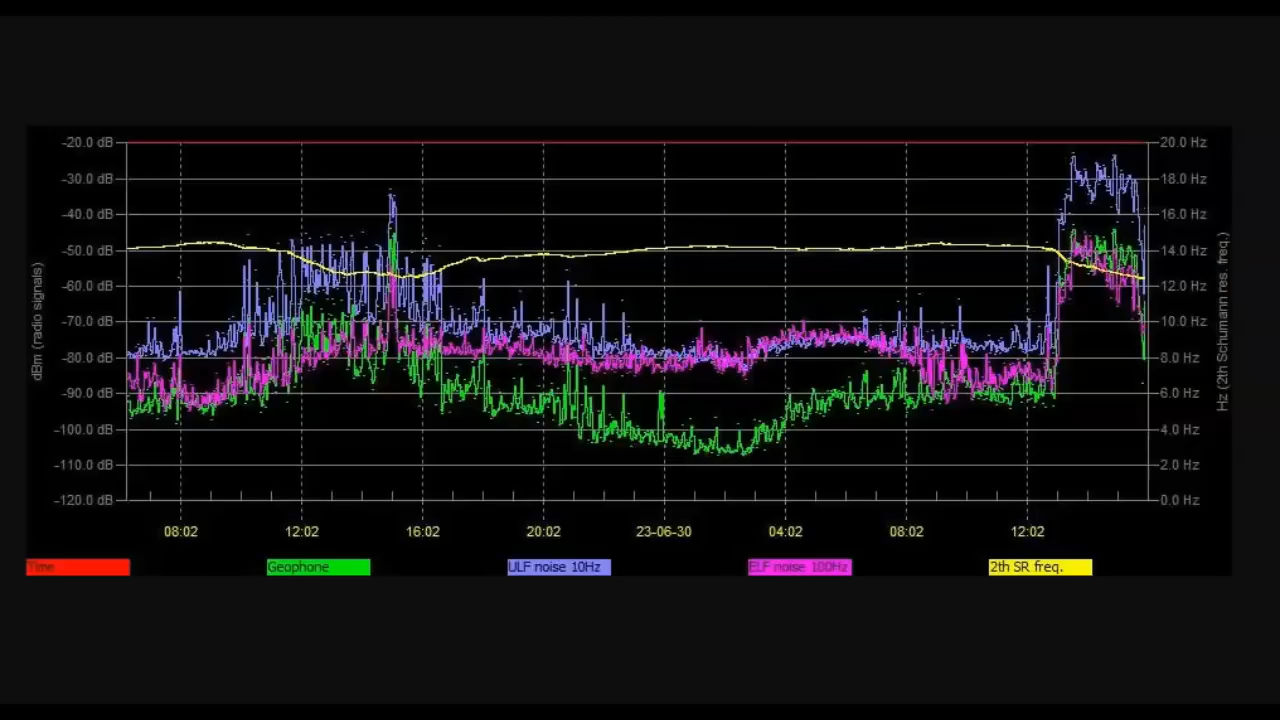 -20.0 dB 20.0 Hz
-30.0 dB 18.0 Hz
-40.0 dB 16.0 Hz
-50.0 dB 14.0 Hz
-60.0 dB 12.0 Hz
-70.0 dB 10.0 Hz
-80.0 dB 8.0 Hz
-90.0 dB 6.0 Hz
-100.0 dB 4.0 Hz
-110.0 dB 2.0 Hz
-120.0 dB 0.0 Hz
dBm (radio signals)
Hz (2th Schumann res. freq.)
08:02 12:02 16:02 20:02 23-06-30 04:02 08:02 12:02
Time Geophone ULF noise 10Hz ELF noise 100Hz 2th SR freq.